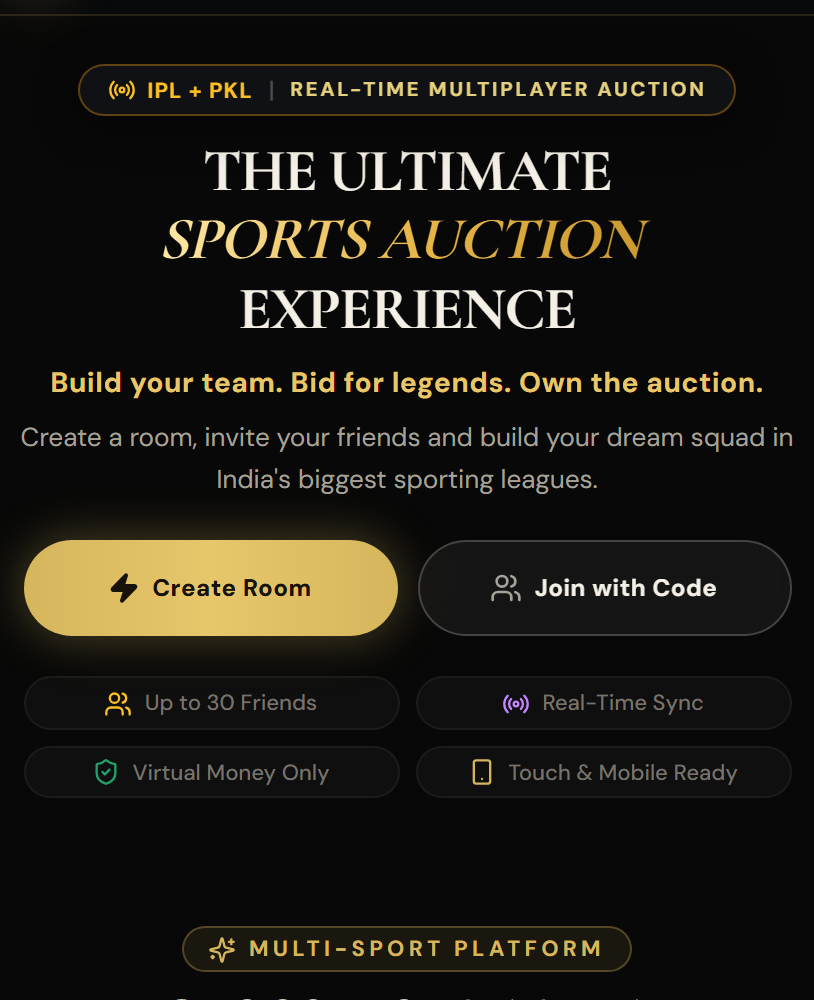 IPL + PKL | REAL-TIME MULTIPLAYER AUCTION
THE ULTIMATE
SPORTS AUCTION
EXPERIENCE
Build your team. Bid for legends. Own the auction.
Create a room, invite your friends and build your dream squad in
India's biggest sporting leagues.
Create Room
Join with Code
Up to 30 Friends
Real-Time Sync
Virtual Money Only
Touch & Mobile Ready
MULTI-SPORT PLATFORM